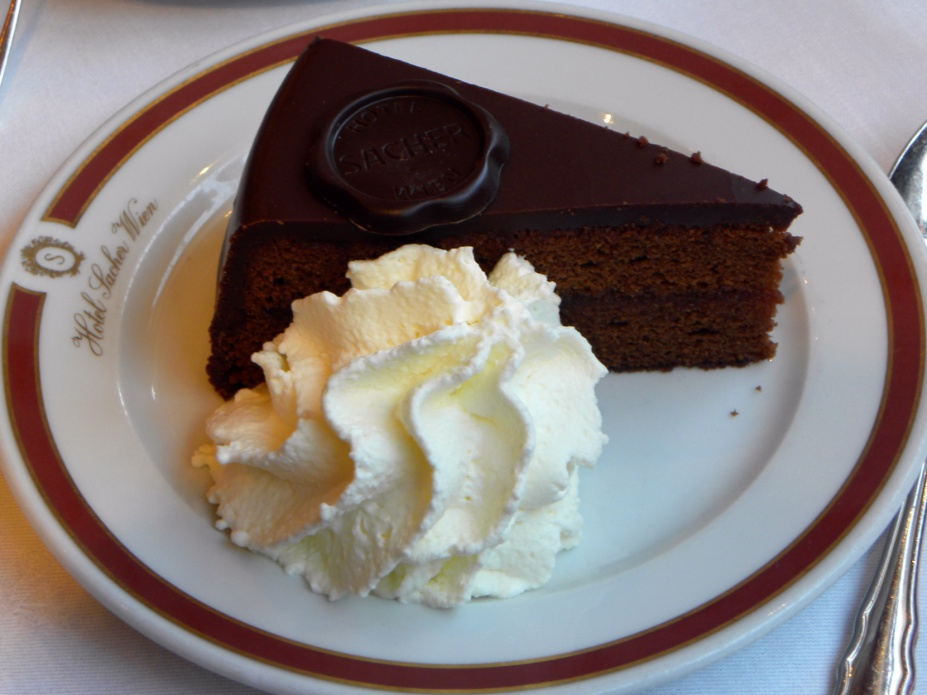 HOTEL
SACHER
WIEN
S
Hotel Sacher Wien